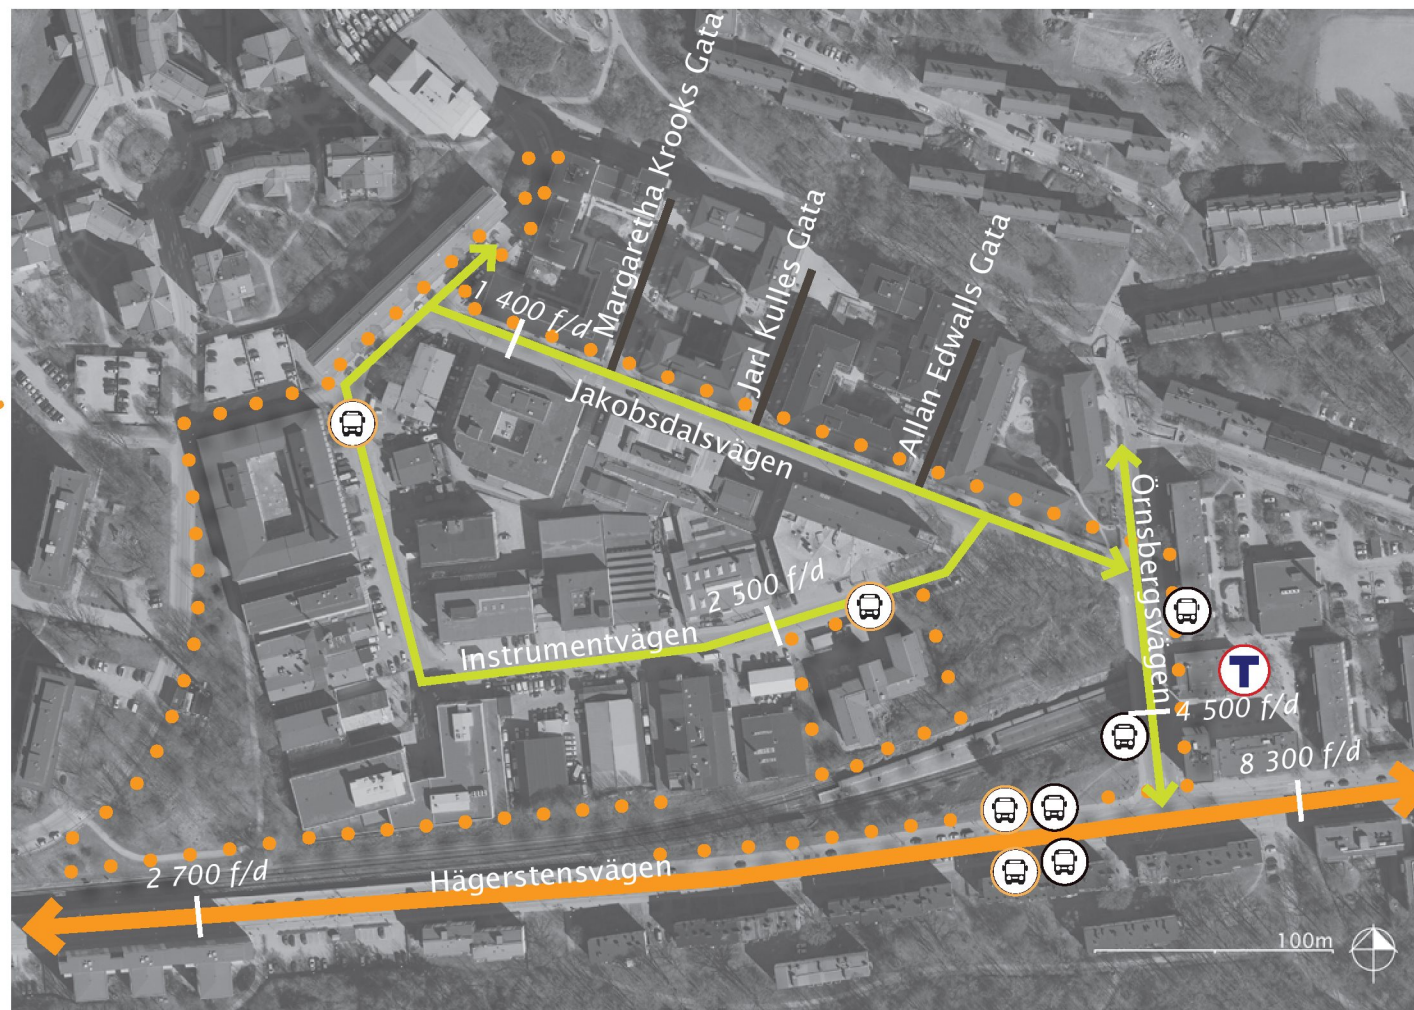 Margaretha Krooks Gata
Jarl Kulles Gata
Allan Edwalls Gata
1 400 f/d
Jakobsdalsvägen
Örnsbergsvägen
2 500 f/d
Instrumentvägen
T
4 500 f/d
8 300 f/d
2 700 f/d
Hägerstensvägen
100m